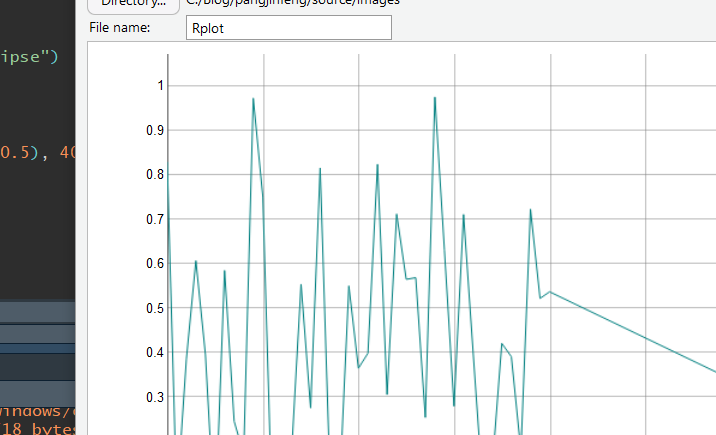 Directory...
C:/blog/pangjinfeng/source/images
File name:
Rplot
ipse")
0.5), 40
1
0.9
0.8
0.7
0.6
0.5
0.4
0.3
windows/
18 bytes